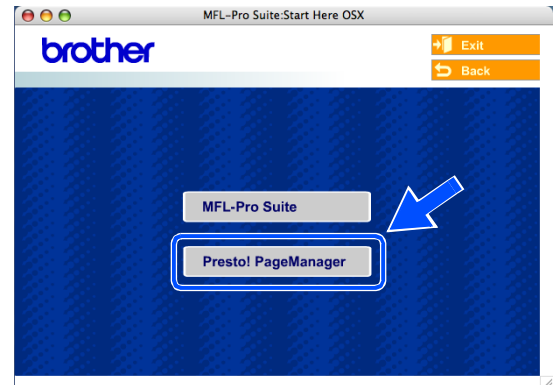 MFL-Pro Suite:Start Here OSX
brother
Exit
Back
MFL-Pro Suite
Presto! PageManager